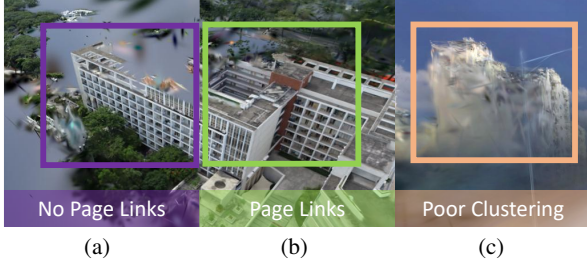 No Page Links
Page Links
Poor Clustering
(a)
(b)
(c)